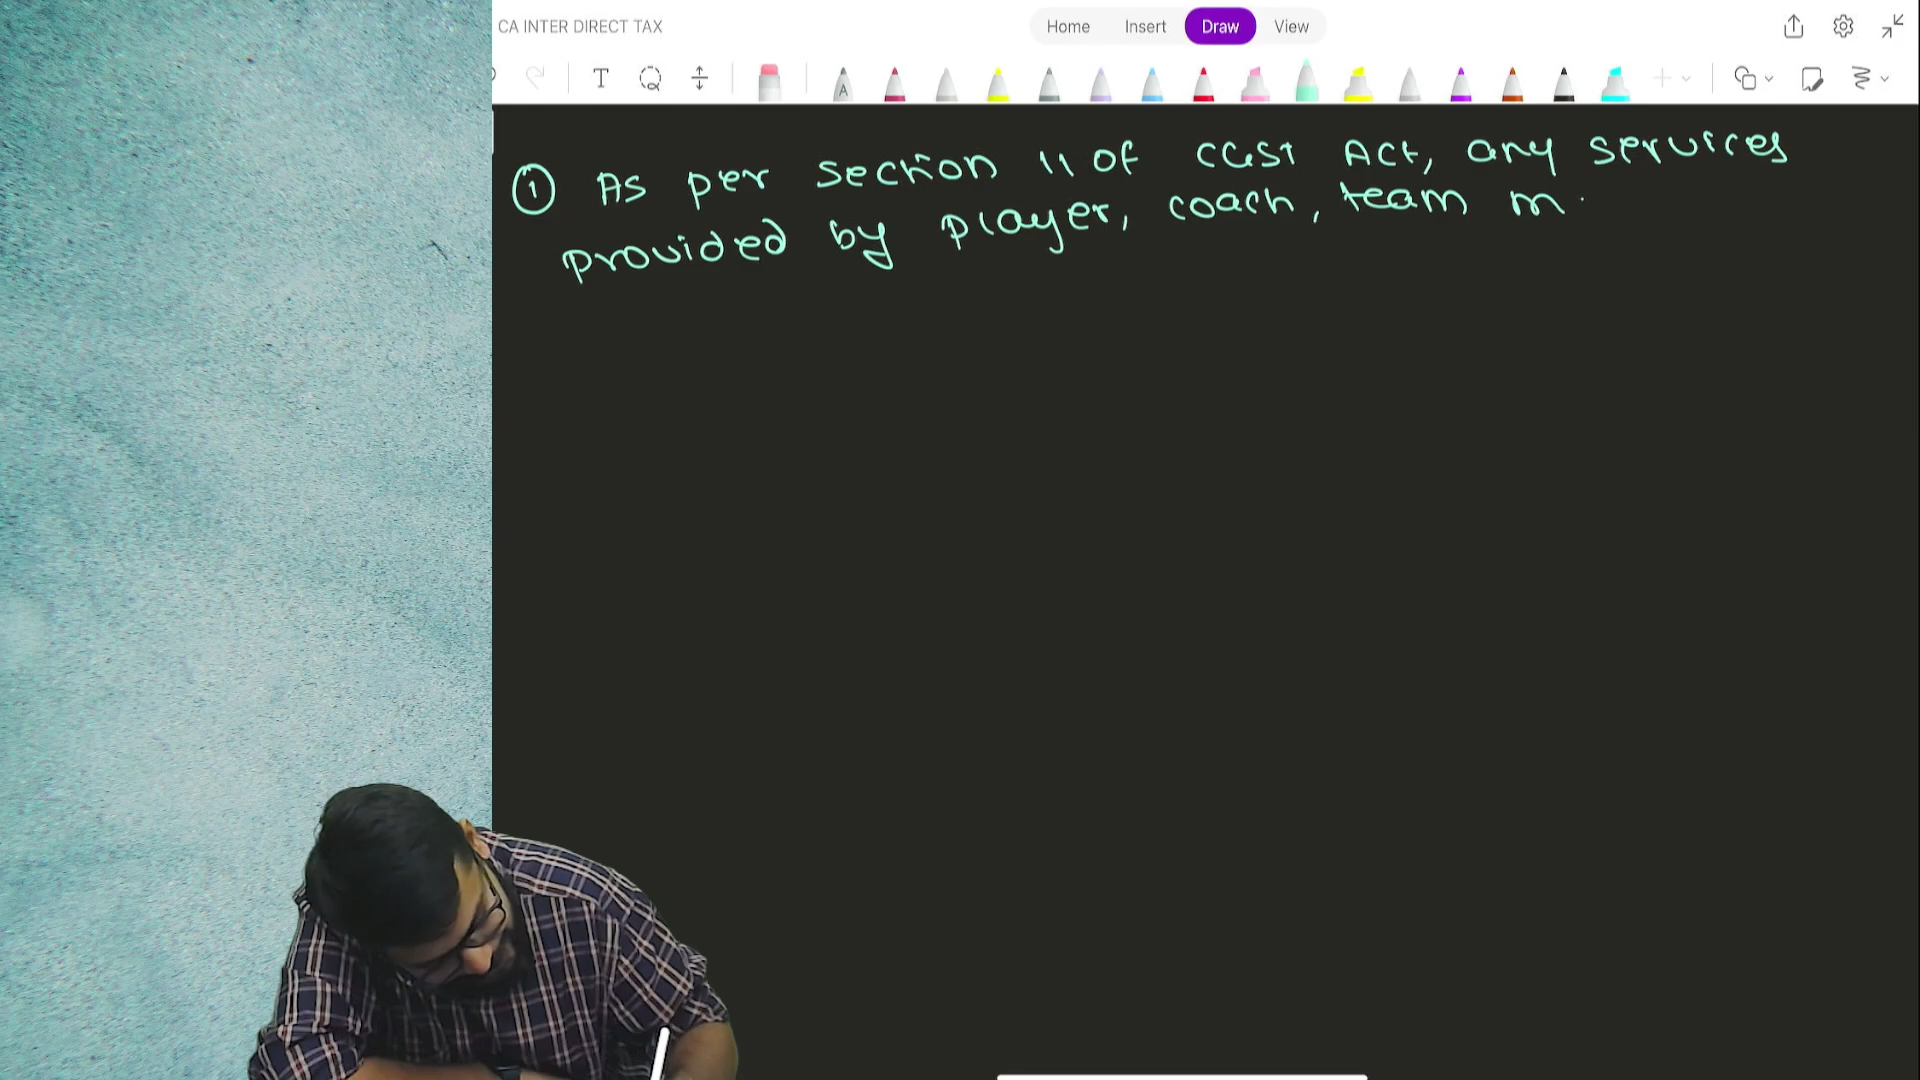 CA INTER DIRECT TAX
Home Insert Draw View
T
A
① As per section 11 of CGST Act, any services
provided by player, coach, team m.